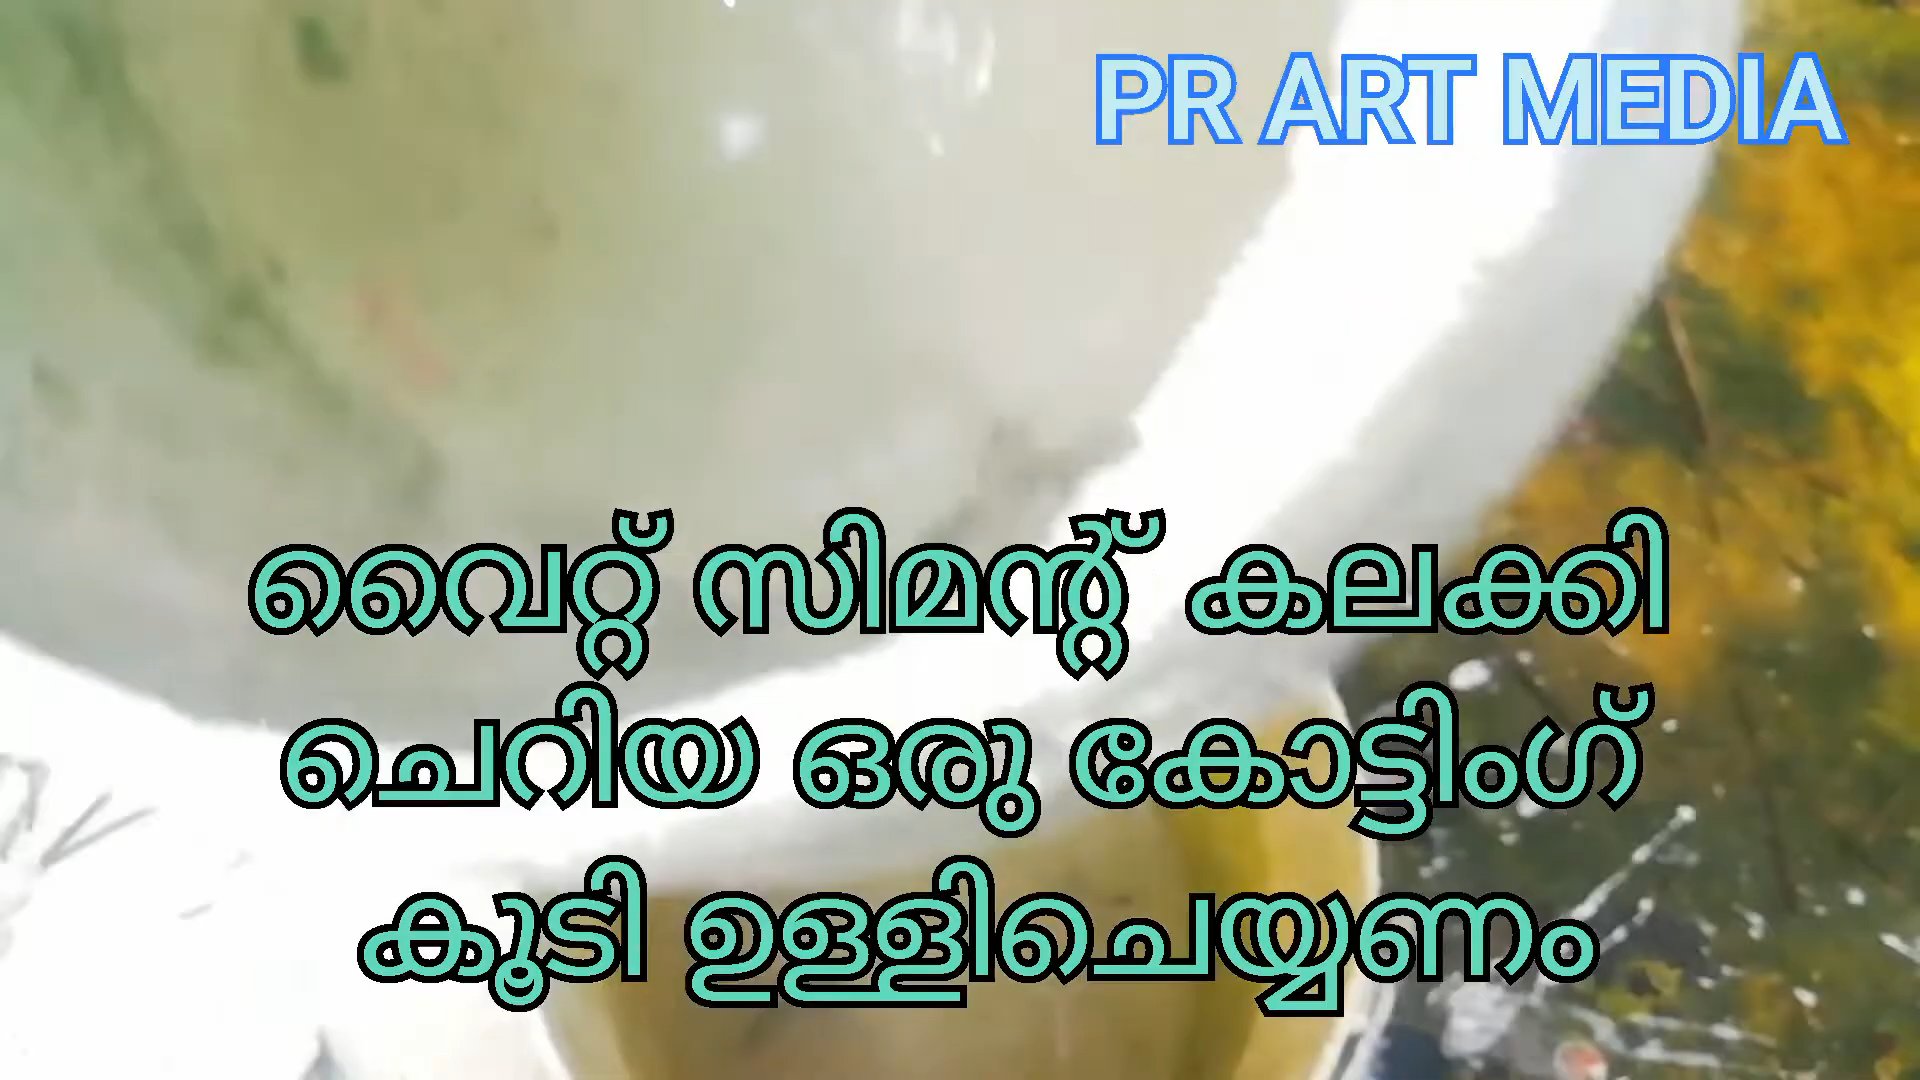 PR ART MEDIA
വൈറ്റ് സിമന്റ് കലക്കി
ചെറിയ ഒരു കോട്ടിംഗ്
കൂടി ഉള്ളിചെയ്യണം